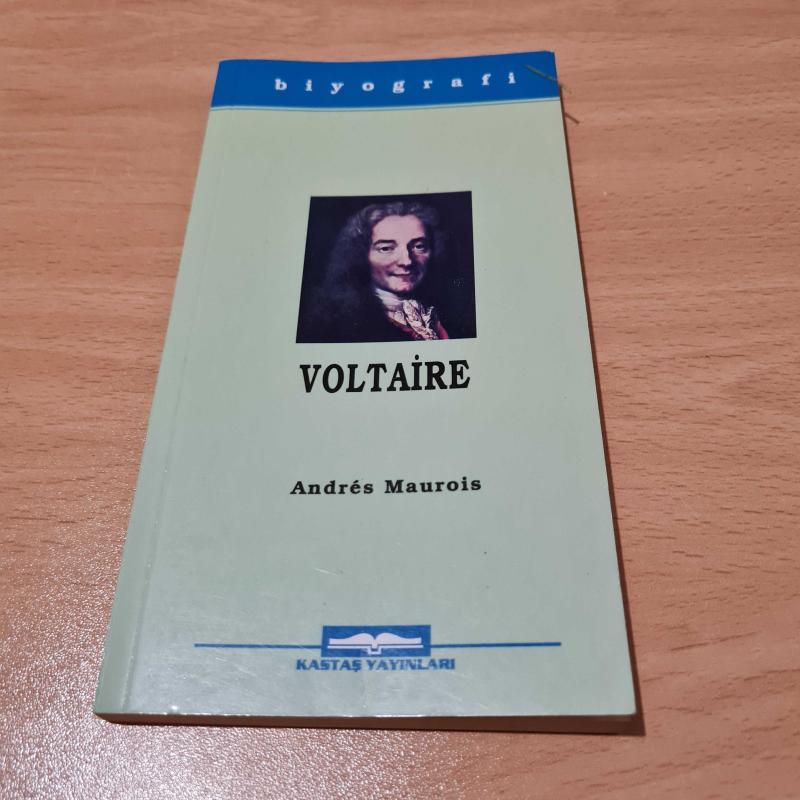 biyografi
VOLTAİRE
Andrés Maurois
KASTAŞ YAYINLARI